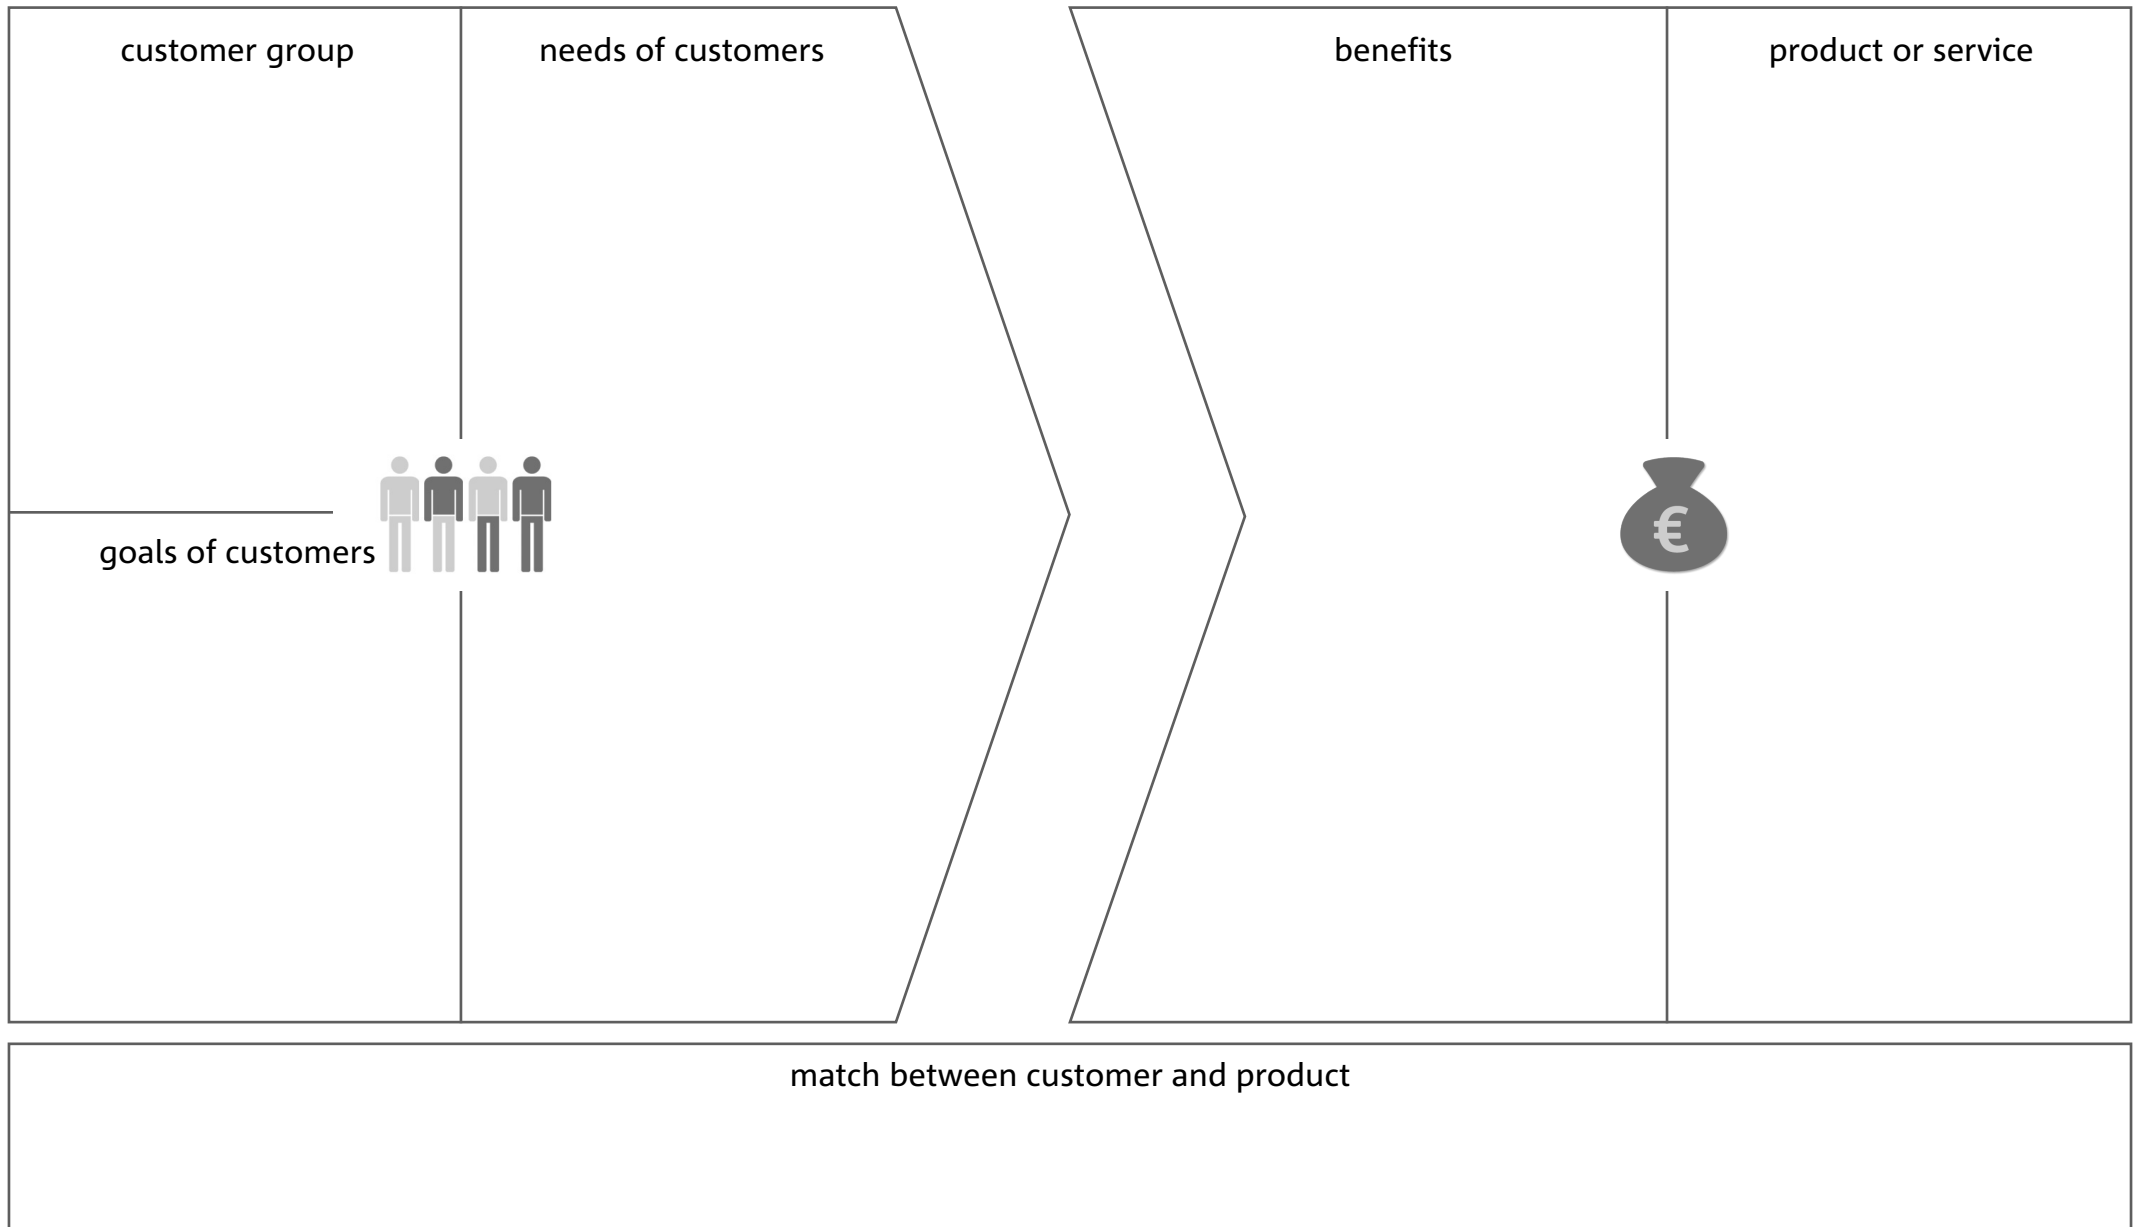 customer group
needs of customers
benefits
product or service
goals of customers
€
match between customer and product